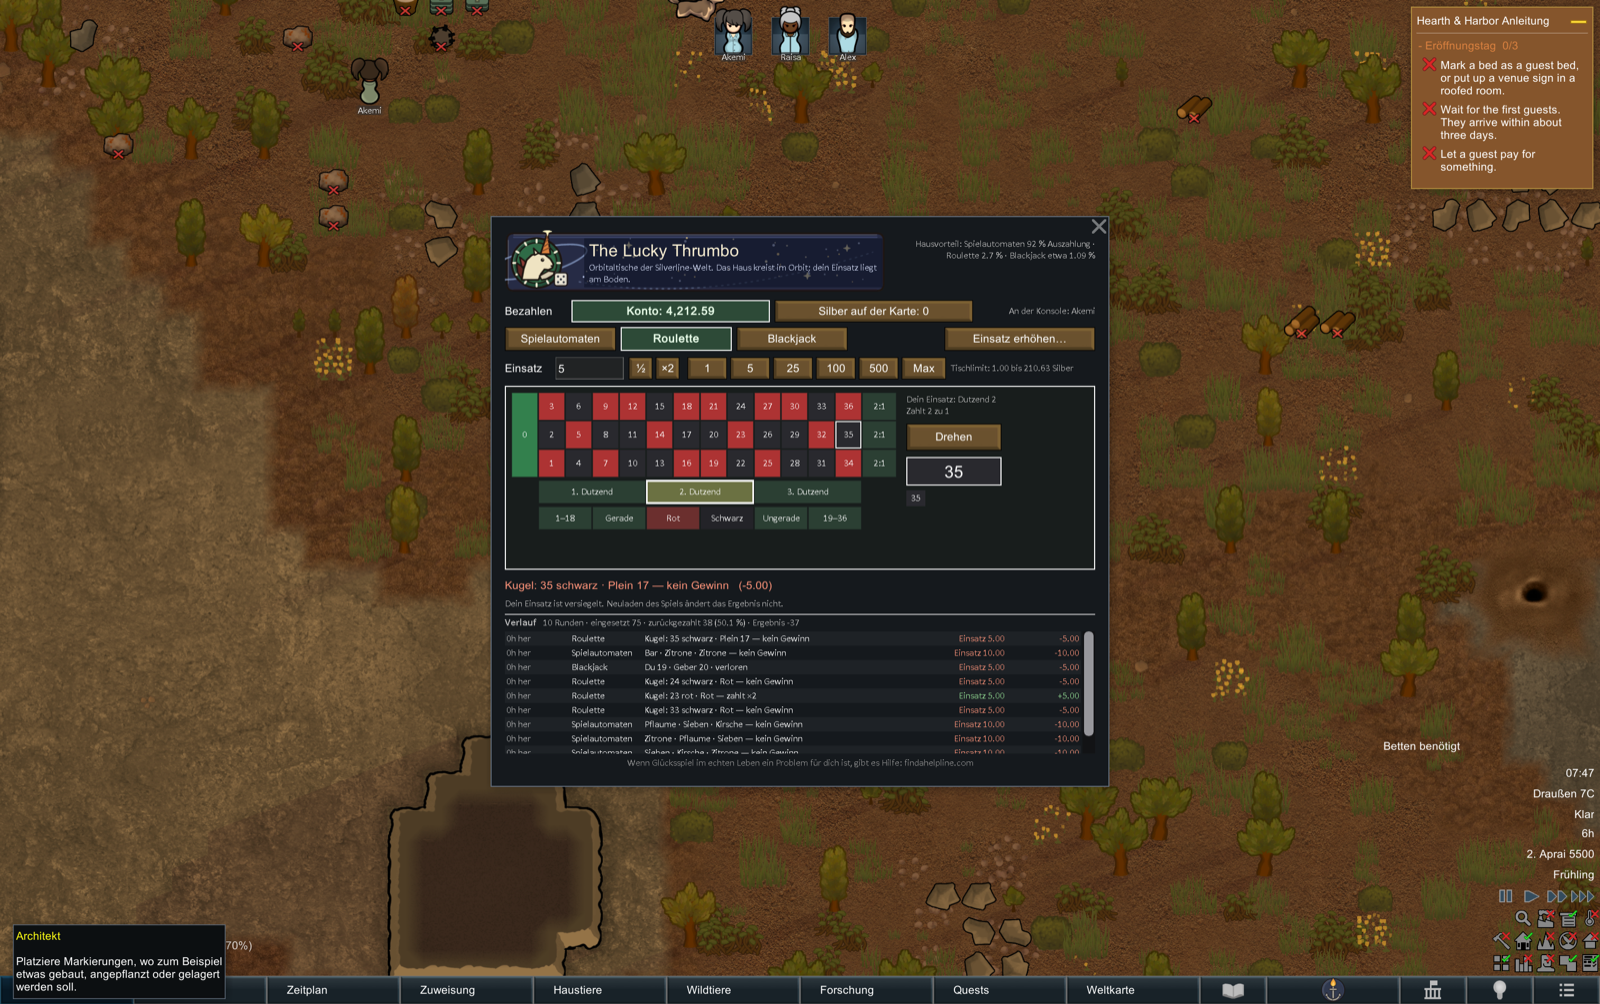 Akemi
Raisa
Alex
Akemi
Hearth & Harbor Anleitung
- Eröffnungstag 0/3
Mark a bed as a guest bed,
or put up a venue sign in a
roofed room.
Wait for the first guests.
They arrive within about
three days.
Let a guest pay for
something.
The Lucky Thrumbo
Orbitaltische der Silverline-Welt. Das Haus kreist im Orbit; dein Einsatz liegt
am Boden.
Hausvorteil: Spielautomaten 92 % Auszahlung ·
Roulette 2.7 % · Blackjack etwa 1.09 %
Bezahlen
Konto: 4,212.59
Silber auf der Karte: 0
An der Konsole: Akemi
Spielautomaten
Roulette
Blackjack
Einsatz erhöhen...
Einsatz
5
½
×2
1
5
25
100
500
Max
Tischlimit: 1.00 bis 210.63 Silber
0
3 6 9 12 15 18 21 24 27 30 33 36 2:1
2 5 8 11 14 17 20 23 26 29 32 35 2:1
1 4 7 10 13 16 19 22 25 28 31 34 2:1
1. Dutzend
2. Dutzend
3. Dutzend
1–18
Gerade
Rot
Schwarz
Ungerade
19–36
Dein Einsatz: Dutzend 2
Zahlt 2 zu 1
Drehen
35
35
Kugel: 35 schwarz · Plein 17 — kein Gewinn (-5.00)
Dein Einsatz ist versiegelt. Neuladen des Spiels ändert das Ergebnis nicht.
Verlauf 10 Runden · eingesetzt 75 · zurückgezahlt 38 (50.1 %) · Ergebnis -37
0h her Roulette Kugel: 35 schwarz · Plein 17 — kein Gewinn Einsatz 5.00 -5.00
0h her Spielautomaten Bar · Zitrone · Zitrone — kein Gewinn Einsatz 10.00 -10.00
0h her Blackjack Du 19 · Geber 20 · verloren Einsatz 5.00 -5.00
0h her Roulette Kugel: 24 schwarz · Rot — kein Gewinn Einsatz 5.00 -5.00
0h her Roulette Kugel: 23 rot · Rot — zahlt ×2 Einsatz 5.00 +5.00
0h her Roulette Kugel: 33 schwarz · Rot — kein Gewinn Einsatz 5.00 -5.00
0h her Spielautomaten Pflaume · Sieben · Kirsche — kein Gewinn Einsatz 10.00 -10.00
0h her Spielautomaten Zitrone · Pflaume · Sieben — kein Gewinn Einsatz 10.00 -10.00
0h her Spielautomaten Sieben · Kirsche · Zitrone — kein Gewinn Einsatz 10.00 -10.00
Wenn Glücksspiel im echten Leben ein Problem für dich ist, gibt es Hilfe: findahelpline.com
Betten benötigt
07:47
Draußen 7C
Klar
6h
2. Aprai 5500
Frühling
70%)
Architekt
Platziere Markierungen, wo zum Beispiel
etwas gebaut, angepflanzt oder gelagert
werden soll.
Zeitplan
Zuweisung
Haustiere
Wildtiere
Forschung
Quests
Weltkarte